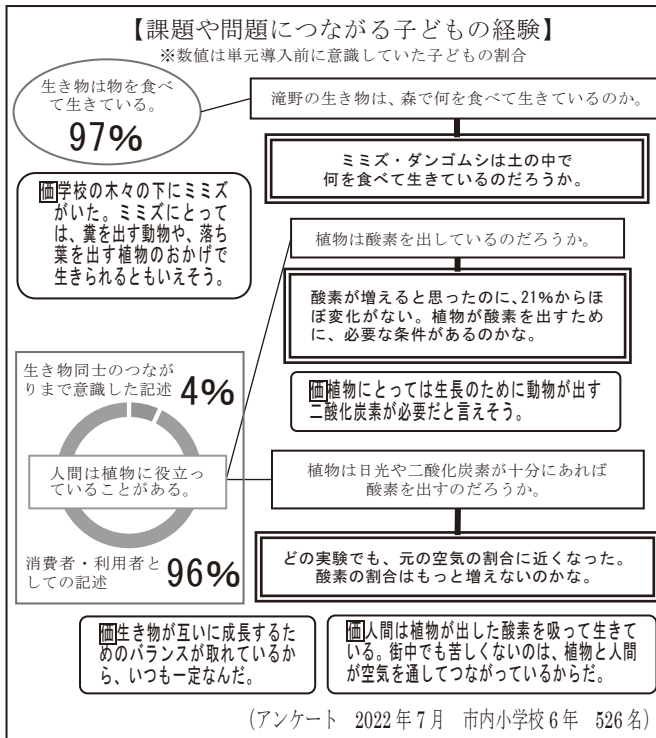 【課題や問題につながる子どもの経験】
※数値は単元導入前に意識していた子どもの割合
生き物は物を食べ
て生きている。
97%
滝野の生き物は、森で何を食べて生きているのか。
ミミズ・ダンゴムシは土の中で
何を食べて生きているのだろうか。
価学校の木々の下にミミズ
がいた。ミミズにとって
は、糞を出す動物や、落ち
葉を出す植物のおかげで
生きられるともいえそう。
植物は酸素を出しているのだろうか。
酸素が増えると思ったのに、21%からほ
ぼ変化がない。植物が酸素を出すため
に、必要な条件があるのかな。
価植物にとっては生長のために動物が出す
二酸化炭素が必要だと言えそう。
生き物同士のつなが
りまで意識した記述
4%
人間は植物に役立っ
ていることがある。
消費者・利用者と
しての記述
96%
植物は日光や二酸化炭素が十分にあれば
酸素を出すのだろうか。
どの実験でも、元の空気の割合に近くなった。
酸素の割合はもっと増えないのかな。
価生き物が互いに成長するた
めのバランスが取れているか
ら、いつも一定なんだ。
価人間は植物が出した酸素を吸って生きて
いる。街中でも苦しくないのは、植物と人間
が空気を通してつながっているからだ。
(アンケート 2022年7月 市内小学校6年 526名)